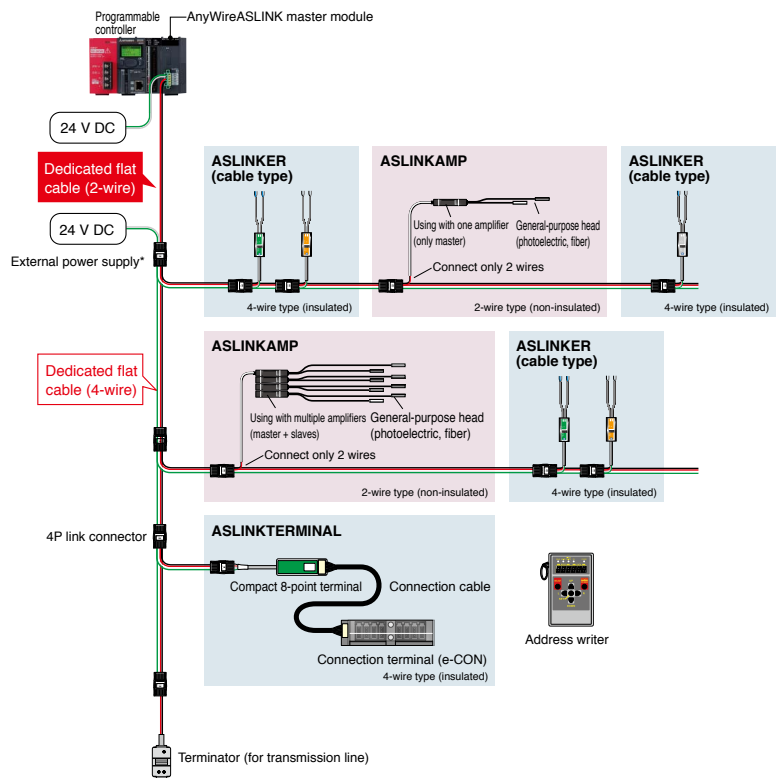 Programmable
controller
AnyWireASLINK master module
24 V DC
Dedicated flat
cable (2-wire)
24 V DC
External power supply*
ASLINKER
(cable type)
4-wire type (insulated)
ASLINKAMP
Using with one amplifier
(only master)
General-purpose head
(photoelectric, fiber)
Connect only 2 wires
2-wire type (non-insulated)
ASLINKER
(cable type)
4-wire type (insulated)
Dedicated flat
cable (4-wire)
ASLINKAMP
Using with multiple amplifiers
(master + slaves)
General-purpose head
(photoelectric, fiber)
Connect only 2 wires
2-wire type (non-insulated)
ASLINKER
(cable type)
4-wire type (insulated)
4P link connector
ASLINKTERMINAL
Compact 8-point terminal
Connection cable
Connection terminal (e-CON)
4-wire type (insulated)
Address writer
Terminator (for transmission line)